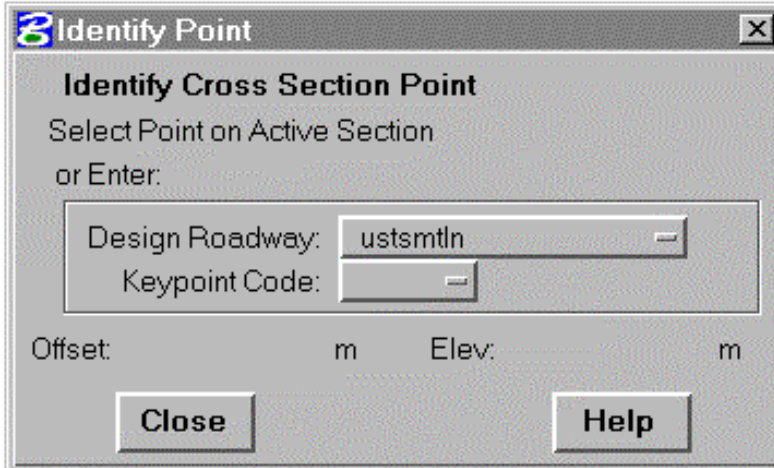 Identify Point
Identify Cross Section Point
Select Point on Active Section
or Enter:
Design Roadway: ustsmtln
Keypoint Code:
Offset: m Elev: m
Close Help